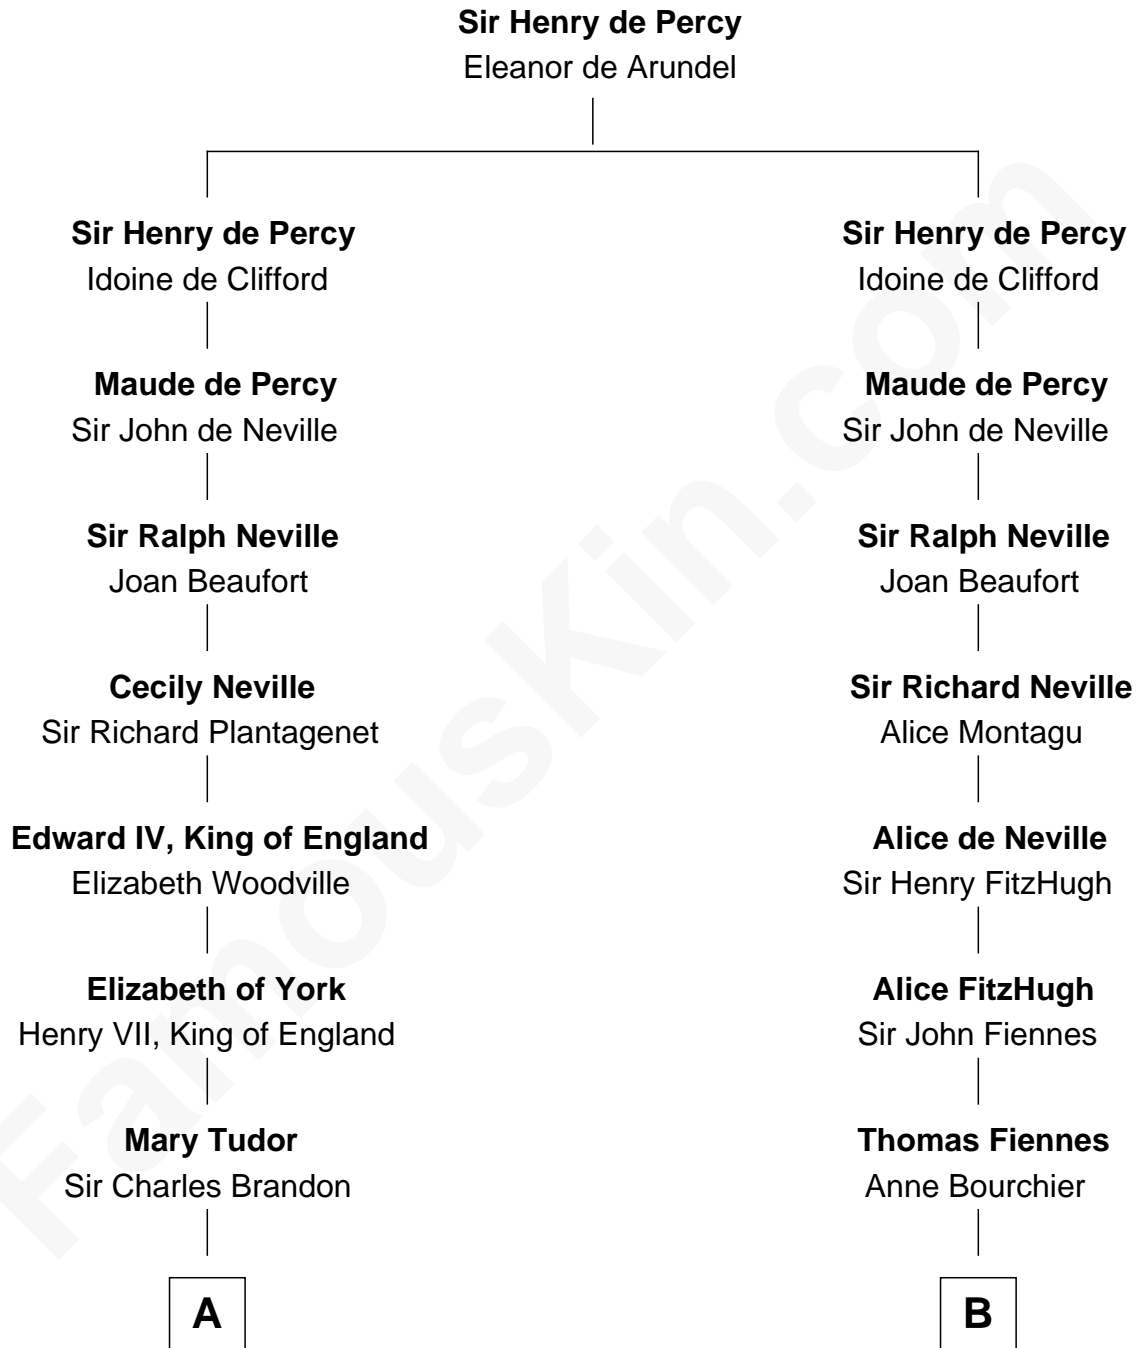 Sir Henry de Percy
Eleanor de Arundel
Sir Henry de Percy
Idoine de Clifford
Maude de Percy
Sir John de Neville
Sir Ralph Neville
Joan Beaufort
Cecily Neville
Sir Richard Plantagenet
Edward IV, King of England
Elizabeth Woodville
Elizabeth of York
Henry VII, King of England
Mary Tudor
Sir Charles Brandon
A
Sir Henry de Percy
Idoine de Clifford
Maude de Percy
Sir John de Neville
Sir Ralph Neville
Joan Beaufort
Sir Richard Neville
Alice Montagu
Alice de Neville
Sir Henry FitzHugh
Alice FitzHugh
Sir John Fiennes
Thomas Fiennes
Anne Bourchier
B
FamousKin.com